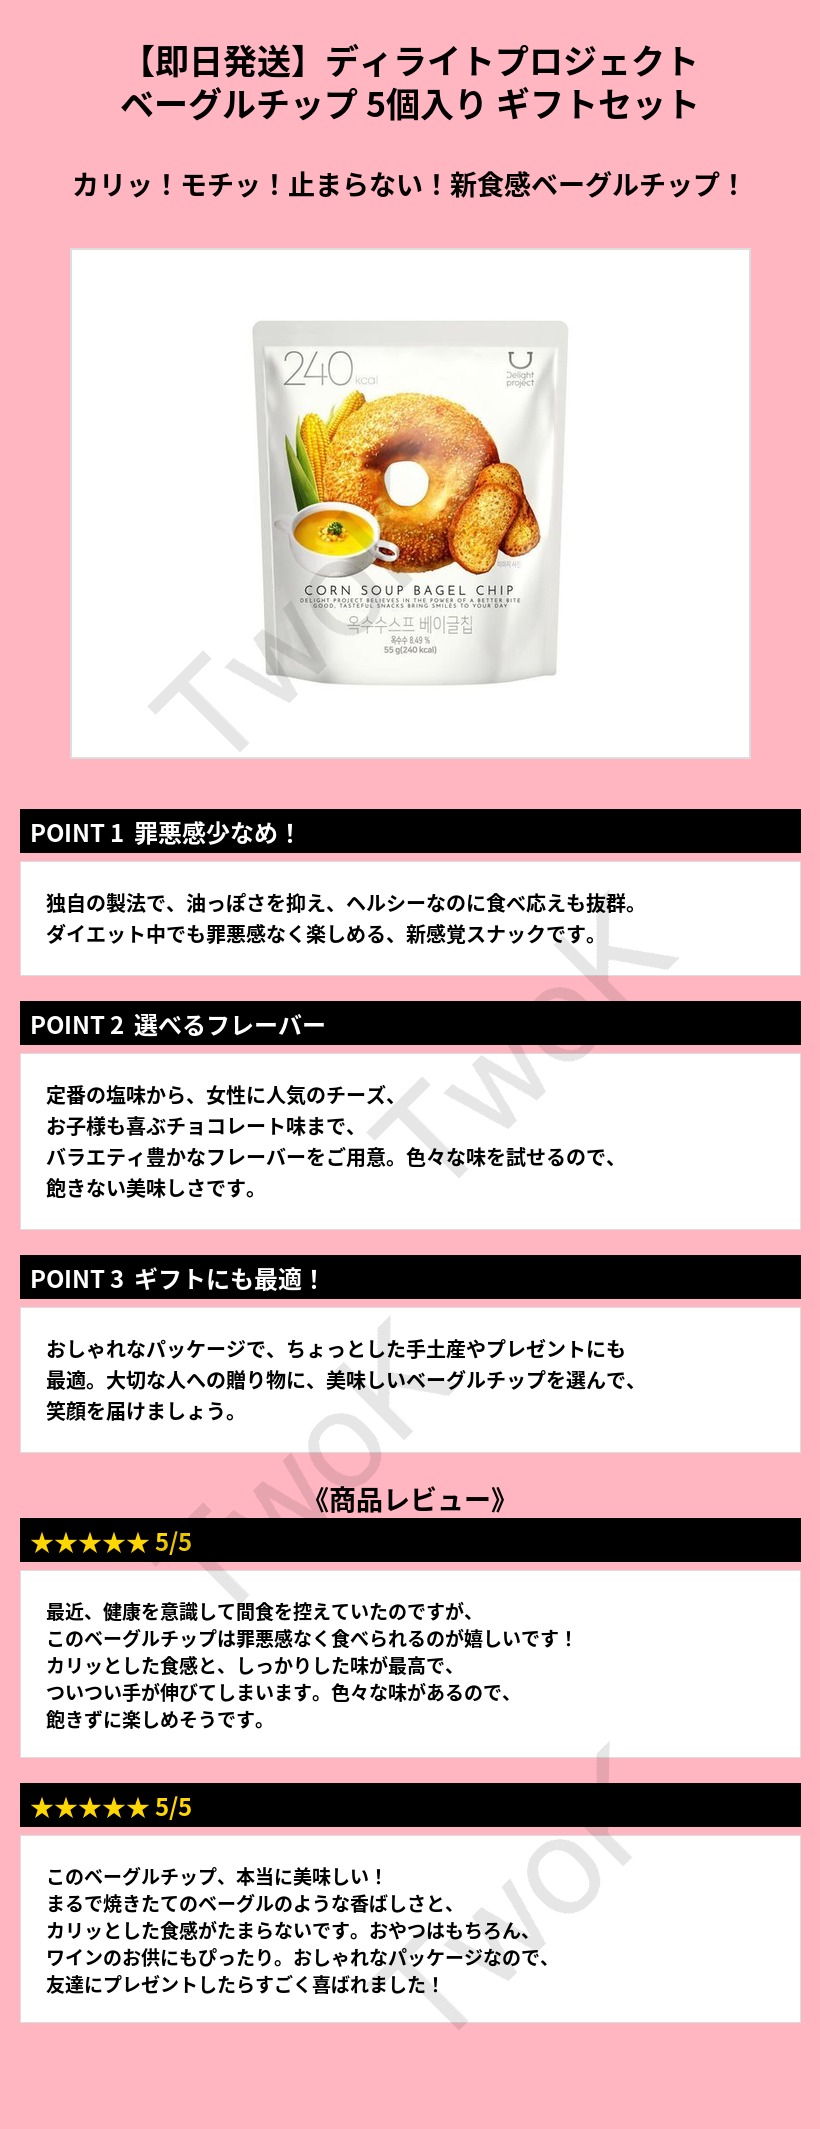 【即日発送】ディライトプロジェクト
ベーグルチップ 5個入り ギフトセット
カリッ！モチッ！止まらない！新食感ベーグルチップ！
240kcal
Delight
project
이미지 사진
CORN SOUP BAGEL CHIP
DELIGHT PROJECT BELIEVES IN THE POWER OF A BETTER BITE
GOOD, TASTEFUL SNACKS BRING SMILES TO YOUR DAY
옥수수스프 베이글칩
옥수수 8.49 %
55 g(240 kcal)
TwoK
POINT 1 罪悪感少なめ！
独自の製法で、油っぽさを抑え、ヘルシーなのに食べ応えも抜群。
ダイエット中でも罪悪感なく楽しめる、新感覚スナックです。
TwoK
POINT 2 選べるフレーバー
定番の塩味から、女性に人気のチーズ、
お子様も喜ぶチョコレート味まで、
バラエティ豊かなフレーバーをご用意。色々な味を試せるので、
飽きない美味しさです。
POINT 3 ギフトにも最適！
おしゃれなパッケージで、ちょっとした手土産やプレゼントにも
最適。大切な人への贈り物に、美味しいベーグルチップを選んで、
笑顔を届けましょう。
TwoK
《商品レビュー》
★★★★★ 5/5
最近、健康を意識して間食を控えていたのですが、
このベーグルチップは罪悪感なく食べられるのが嬉しいです！
カリッとした食感と、しっかりした味が最高で、
ついつい手が伸びてしまいます。色々な味があるので、
飽きずに楽しめそうです。
★★★★★ 5/5
このベーグルチップ、本当に美味しい！
まるで焼きたてのベーグルのような香ばしさと、
カリッとした食感がたまらないです。おやつはもちろん、
ワインのお供にもぴったり。おしゃれなパッケージなので、
友達にプレゼントしたらすごく喜ばれました！
TwoK